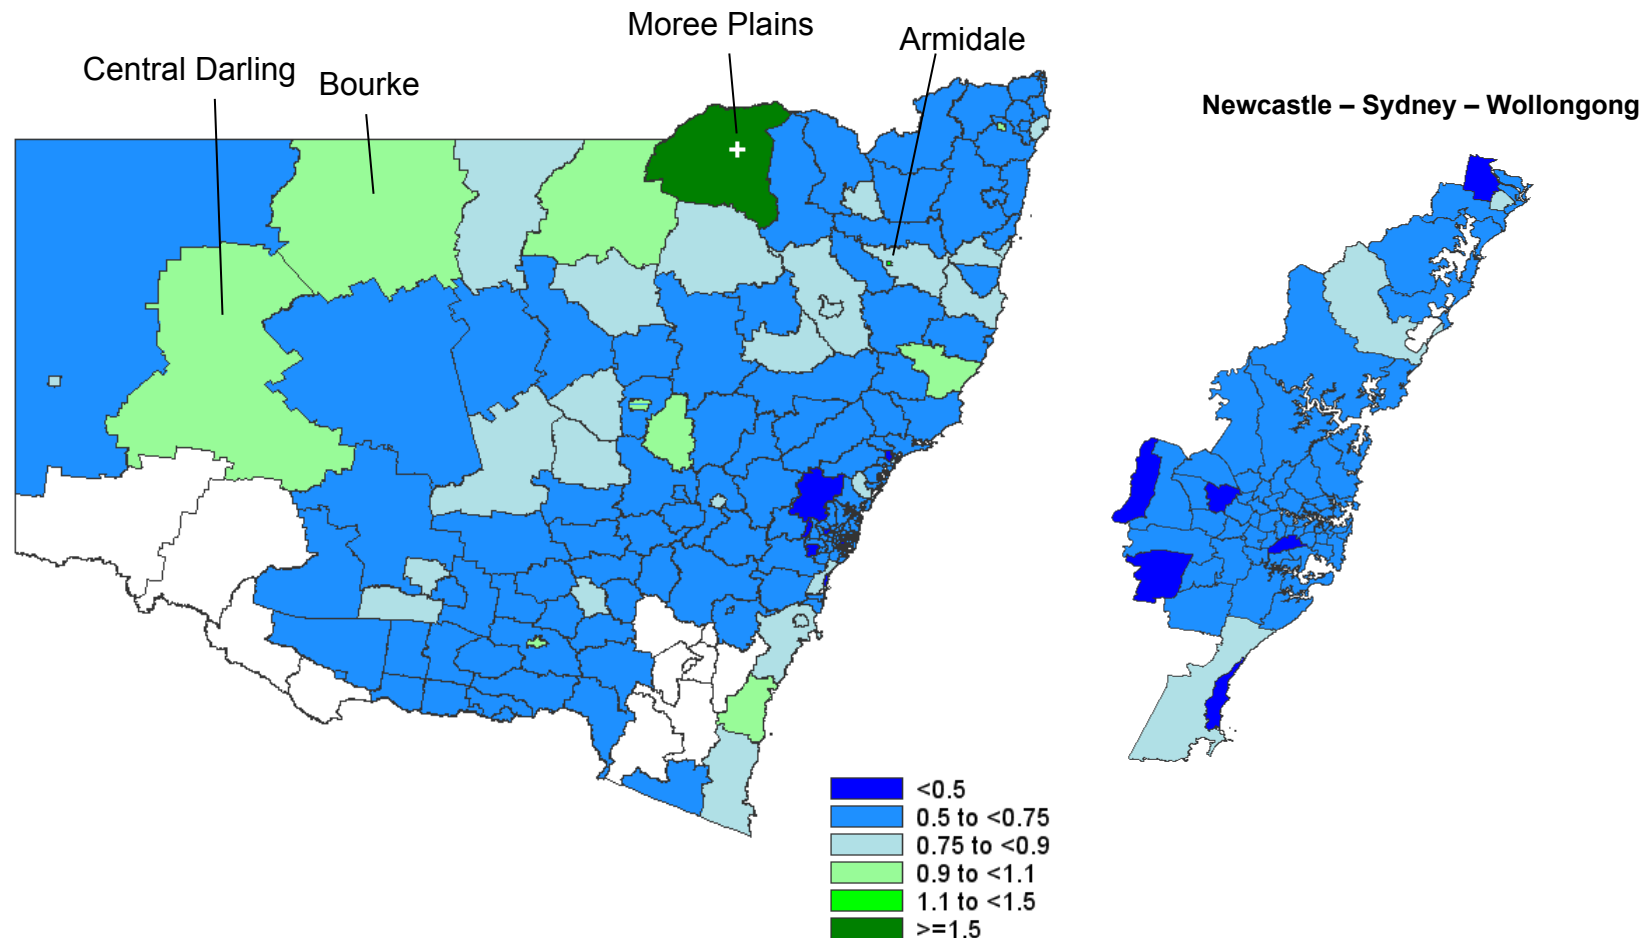 Moree Plains
Armidale
Central Darling
Bourke
Newcastle – Sydney – Wollongong
<0.5
0.5 to <0.75
0.75 to <0.9
0.9 to <1.1
1.1 to <1.5
>=1.5